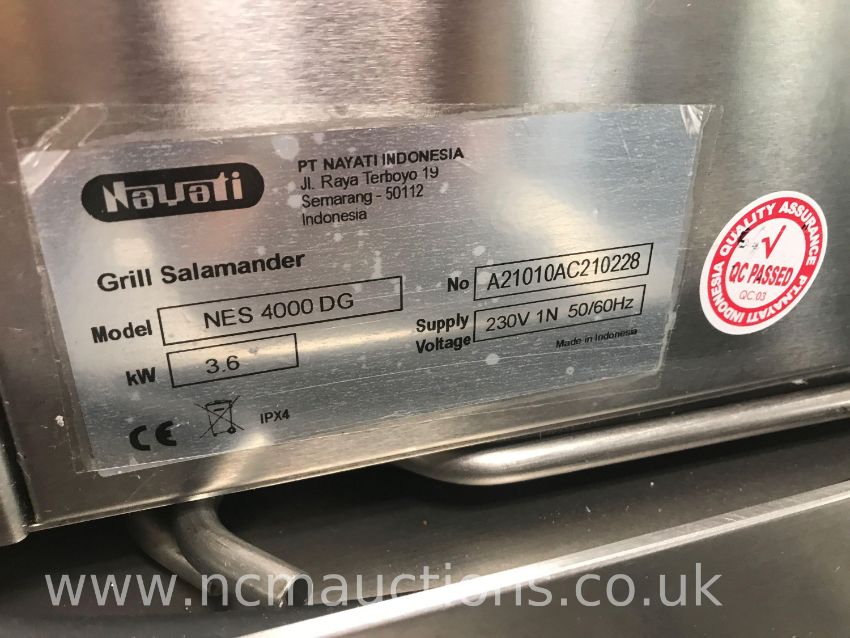 Nayati
PT NAYATI INDONESIA
Jl. Raya Terboyo 19
Semarang - 50112
Indonesia
Grill Salamander
Model NES 4000 DG
kW 3.6
No A21010AC210228
Supply Voltage 230V 1N 50/60Hz
Made in Indonesia
CE IPX4
QUALITY ASSURANCE
PT.NAYATI INDONESIA
QC PASSED
QC.03
www.ncmauctions.co.uk